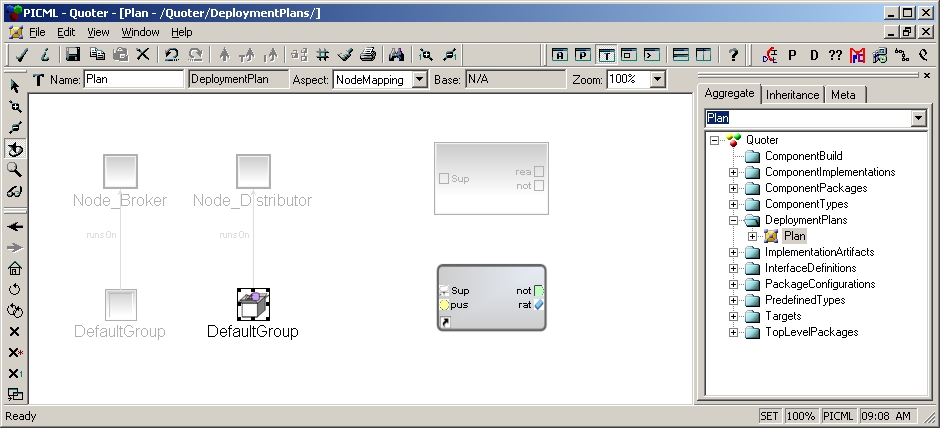 PICML - Quoter - [Plan - /Quoter/DeploymentPlans/]
File Edit View Window Help
A P T ? P D ??
T Name: Plan DeploymentPlan Aspect: NodeMapping Base: N/A Zoom: 100%
Aggregate Inheritance Meta
Plan
Quoter
ComponentBuild
ComponentImplementations
ComponentPackages
ComponentTypes
DeploymentPlans
Plan
ImplementationArtifacts
InterfaceDefinitions
PackageConfigurations
PredefinedTypes
Targets
TopLevelPackages
Node_Broker
Node_Distributor
runs On
runs On
DefaultGroup
DefaultGroup
Sup
rea
not
Sup
not
pus
rat
Ready
SET 100% PICML 09:08 AM